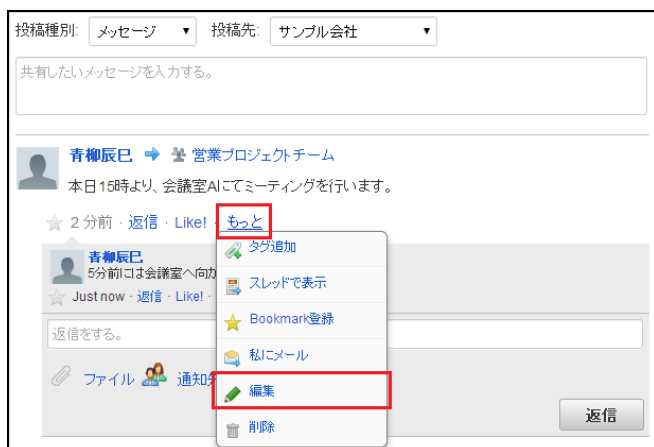 投稿種別: メッセージ 投稿先: サンプル会社
共有したいメッセージを入力する。
青柳辰巳 営業プロジェクトチーム
本日15時より、会議室AIにてミーティングを行います。
2分前 · 返信 · Like! · もっと
タグ追加
青柳辰巳
5分前には会議室へ向か
スレッドで表示
Just now · 返信 · Like! ·
Bookmark登録
返信をする。
私にメール
ファイル 通知先
編集
返信
削除